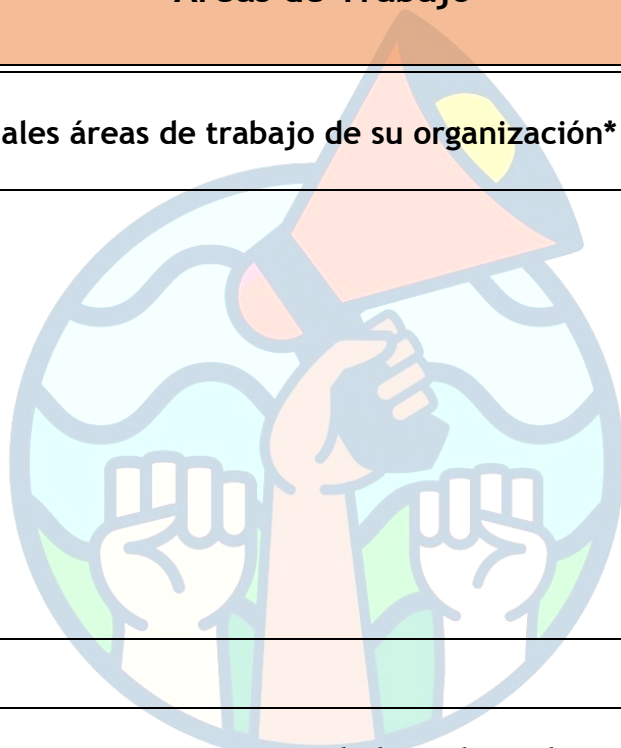 Áreas de Trabajo
ales áreas de trabajo de su organización*